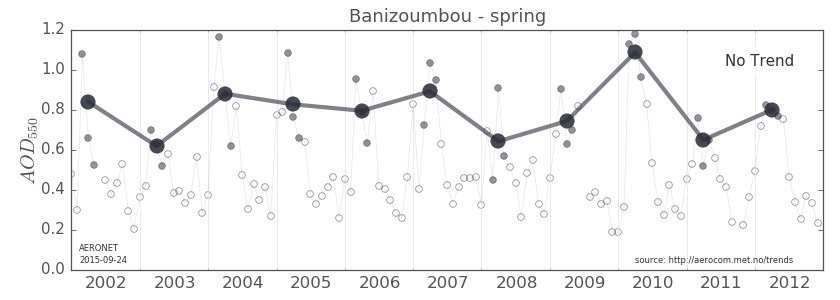 Banizoumbou - spring
1.2
1.0
0.8
0.6
0.4
0.2
0.0
AOD550
No Trend
AERONET
2015-09-24
source: http://aerocom.met.no/trends
2002 2003 2004 2005 2006 2007 2008 2009 2010 2011 2012